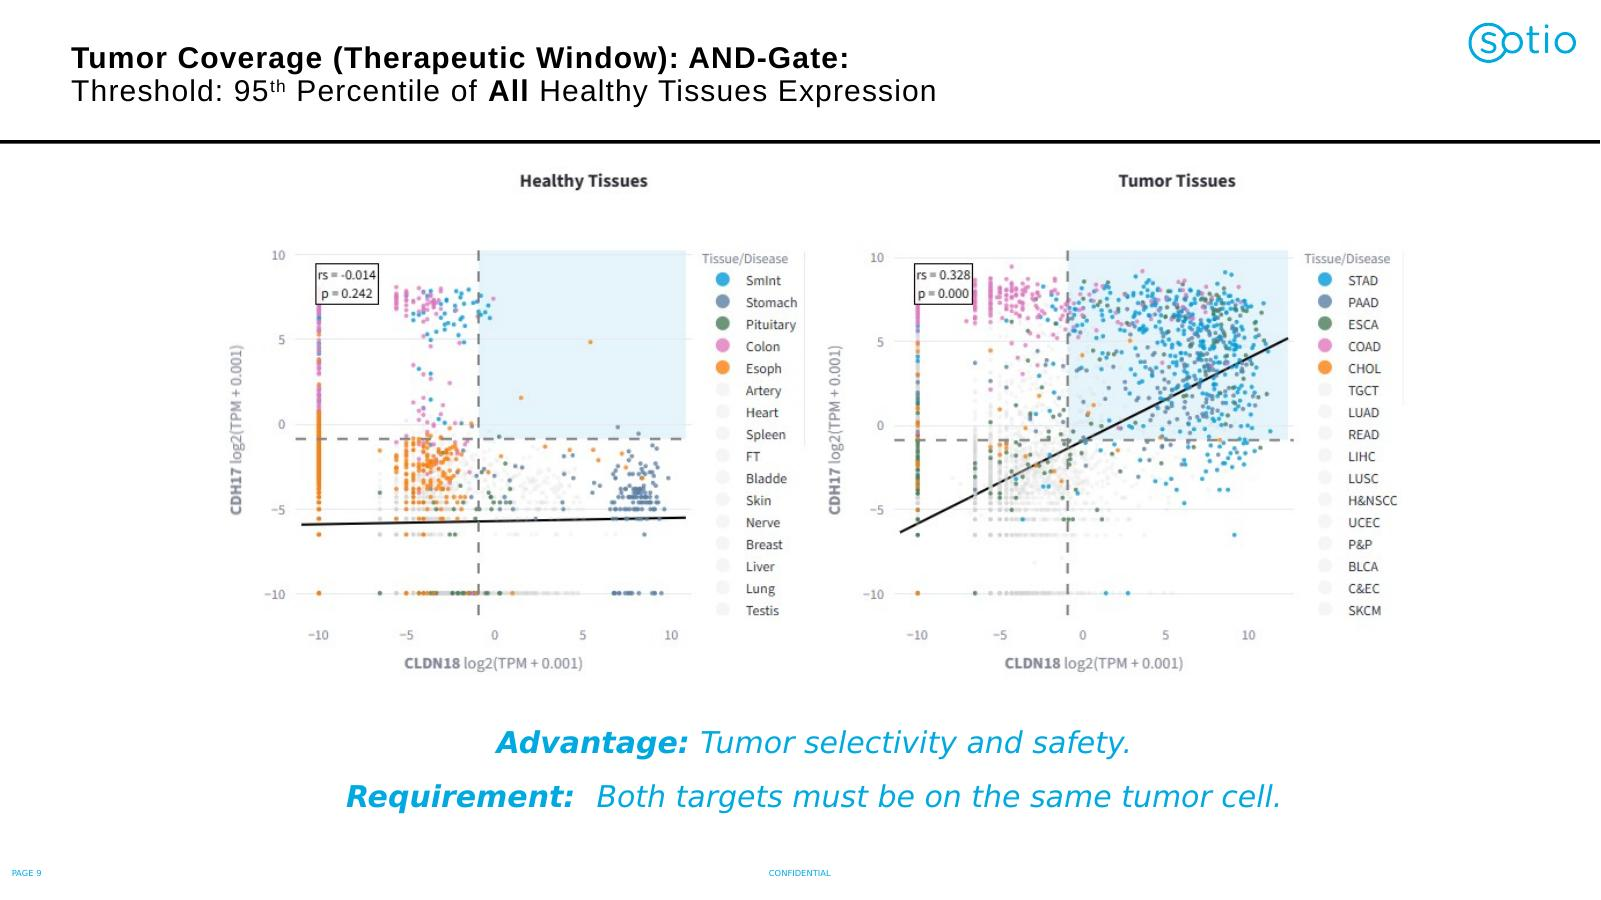 sotio
Tumor Coverage (Therapeutic Window): AND-Gate:
Threshold: 95th Percentile of All Healthy Tissues Expression
Healthy Tissues
10
5
0
−5
−10
rs = -0.014
p = 0.242
CDH17 log2(TPM + 0.001)
−10 −5 0 5 10
CLDN18 log2(TPM + 0.001)
Tissue/Disease
SmInt
Stomach
Pituitary
Colon
Esoph
Artery
Heart
Spleen
FT
Bladde
Skin
Nerve
Breast
Liver
Lung
Testis
Tumor Tissues
10
5
0
−5
−10
rs = 0.328
p = 0.000
CDH17 log2(TPM + 0.001)
−10 −5 0 5 10
CLDN18 log2(TPM + 0.001)
Tissue/Disease
STAD
PAAD
ESCA
COAD
CHOL
TGCT
LUAD
READ
LIHC
LUSC
H&NSCC
UCEC
P&P
BLCA
C&EC
SKCM
Advantage: Tumor selectivity and safety.
Requirement: Both targets must be on the same tumor cell.
PAGE 9
CONFIDENTIAL